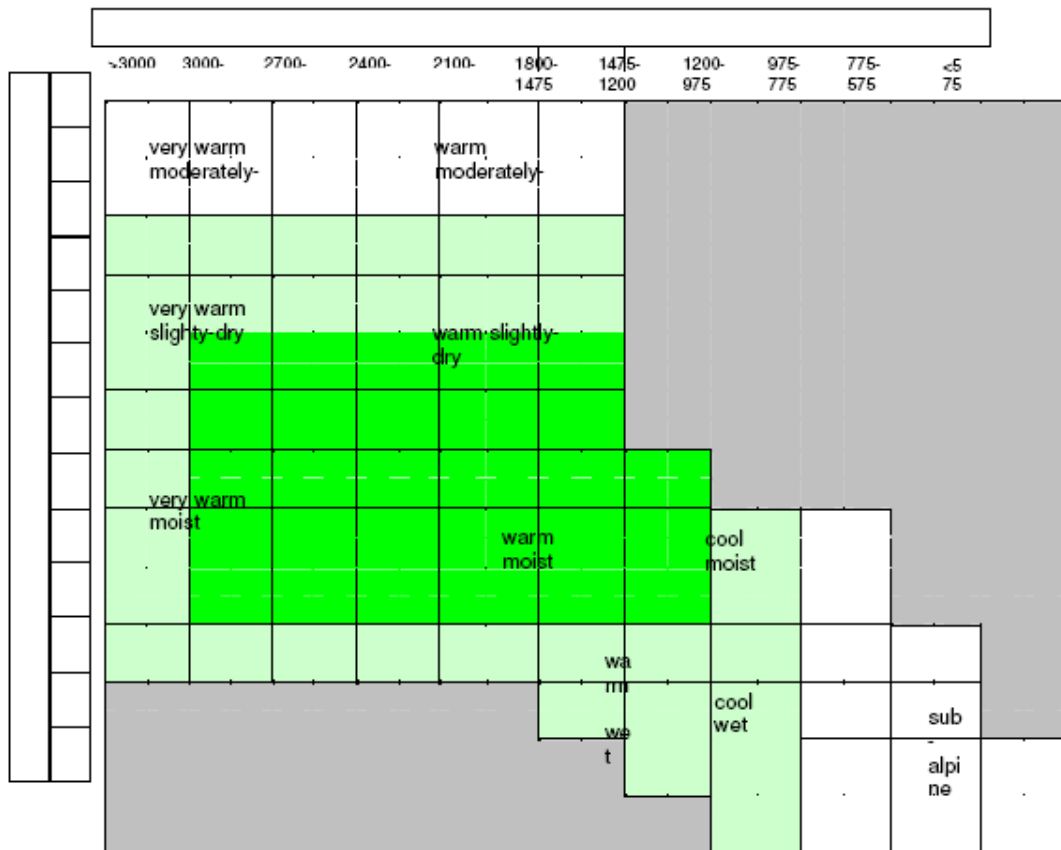 >3000 3000- 2700- 2400- 2100- 1800- 1475- 1200- 975- 775- <5
1475 1200 975 775 575 75
very warm warm
moderately- moderately-
very warm
slighty-dry warm slightly-
dry
very warm
moist
warm cool
moist moist
wa
rm
cool
wet
sub
we
t
-
alpi
ne